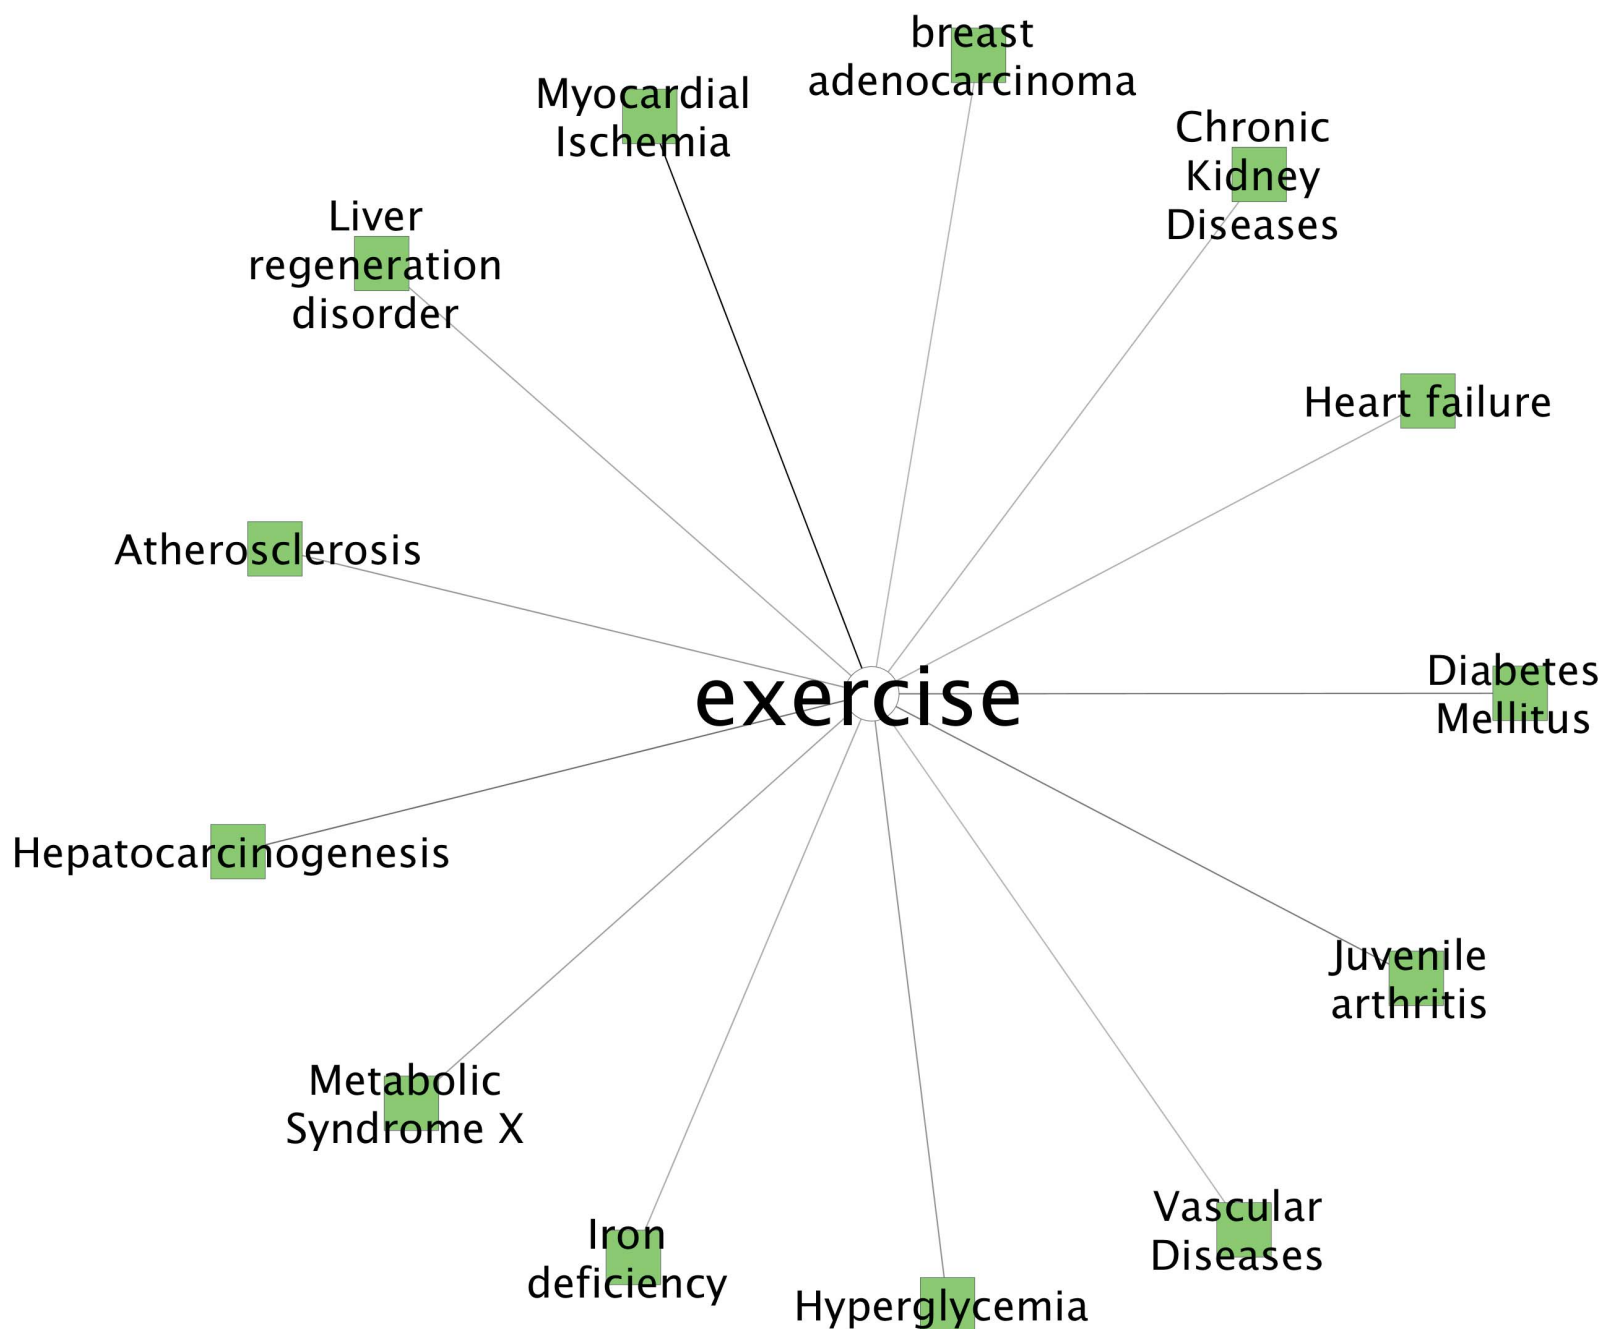 breast
adenocarcinoma
Myocardial
Ischemia
Chronic
Kidney
Diseases
Liver
regeneration
disorder
Heart failure
Atherosclerosis
exercise
Diabetes
Mellitus
Hepatocarcinogenesis
Juvenile
arthritis
Metabolic
Syndrome X
Vascular
Diseases
Iron
deficiency
Hyperglycemia